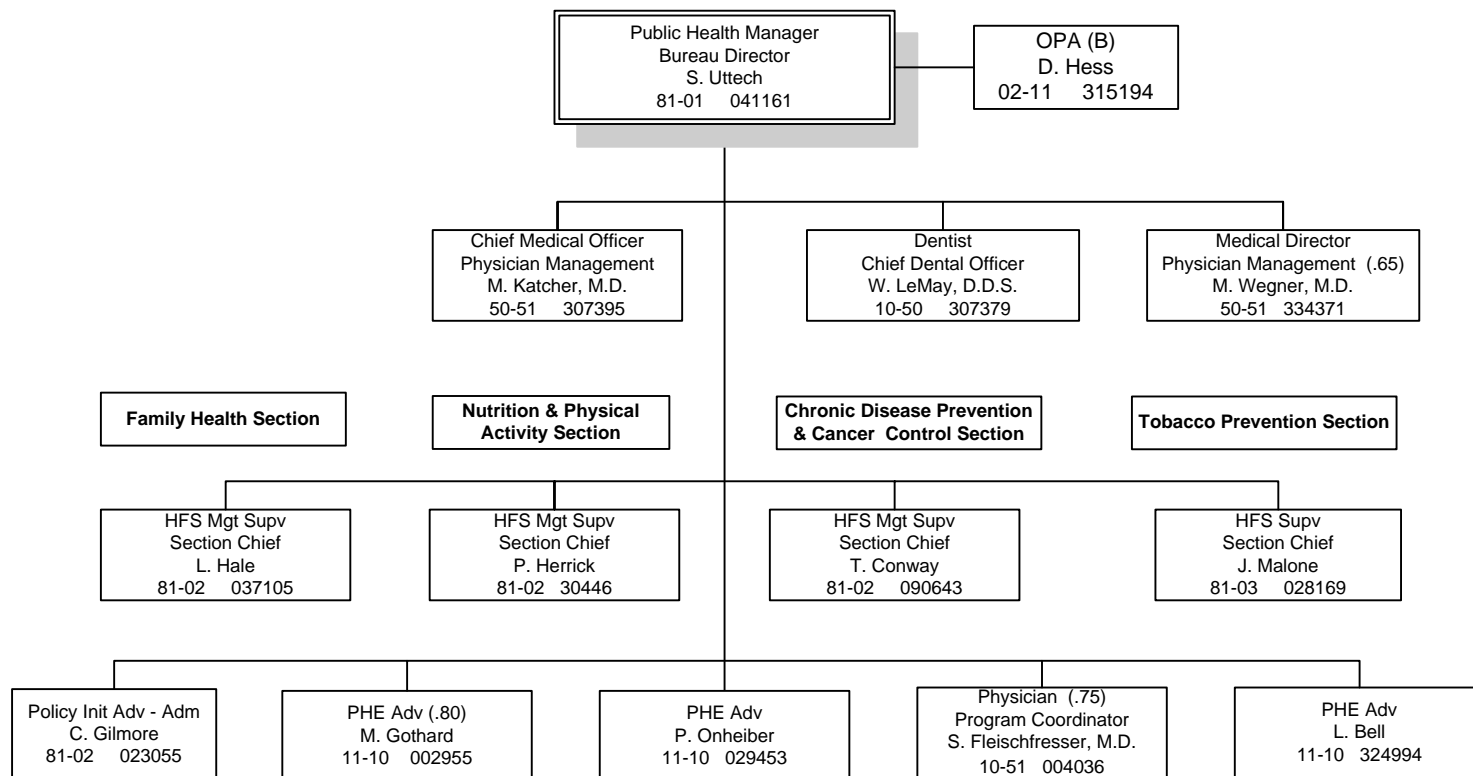 Public Health Manager
Bureau Director
S. Uttech
81-01 041161
OPA (B)
D. Hess
02-11 315194
Chief Medical Officer
Physician Management
M. Katcher, M.D.
50-51 307395
Dentist
Chief Dental Officer
W. LeMay, D.D.S.
10-50 307379
Medical Director
Physician Management (.65)
M. Wegner, M.D.
50-51 334371
Family Health Section
Nutrition & Physical
Activity Section
Chronic Disease Prevention
& Cancer Control Section
Tobacco Prevention Section
HFS Mgt Supv
Section Chief
L. Hale
81-02 037105
HFS Mgt Supv
Section Chief
P. Herrick
81-02 30446
HFS Mgt Supv
Section Chief
T. Conway
81-02 090643
HFS Supv
Section Chief
J. Malone
81-03 028169
Policy Init Adv - Adm
C. Gilmore
81-02 023055
PHE Adv (.80)
M. Gothard
11-10 002955
PHE Adv
P. Onheiber
11-10 029453
Physician (.75)
Program Coordinator
S. Fleischfresser, M.D.
10-51 004036
PHE Adv
L. Bell
11-10 324994